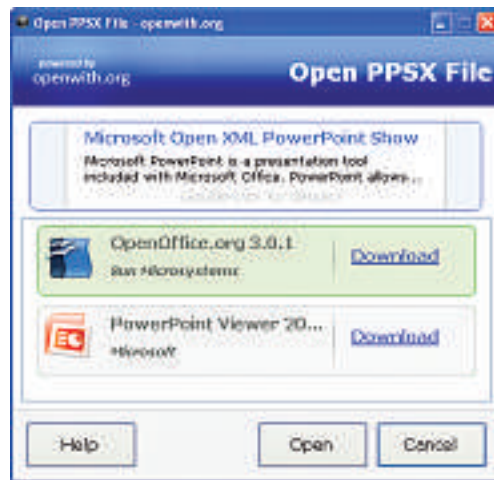 Open PPSX File - openwith.org
powered by
openwith.org
Open PPSX File
Microsoft Open XML PowerPoint Show
Microsoft PowerPoint is a presentation tool
included with Microsoft Office. PowerPoint allows...
OpenOffice.org 3.0.1
Sun Microsystems
Download
PowerPoint Viewer 20...
Microsoft
Download
Help
Open
Cancel